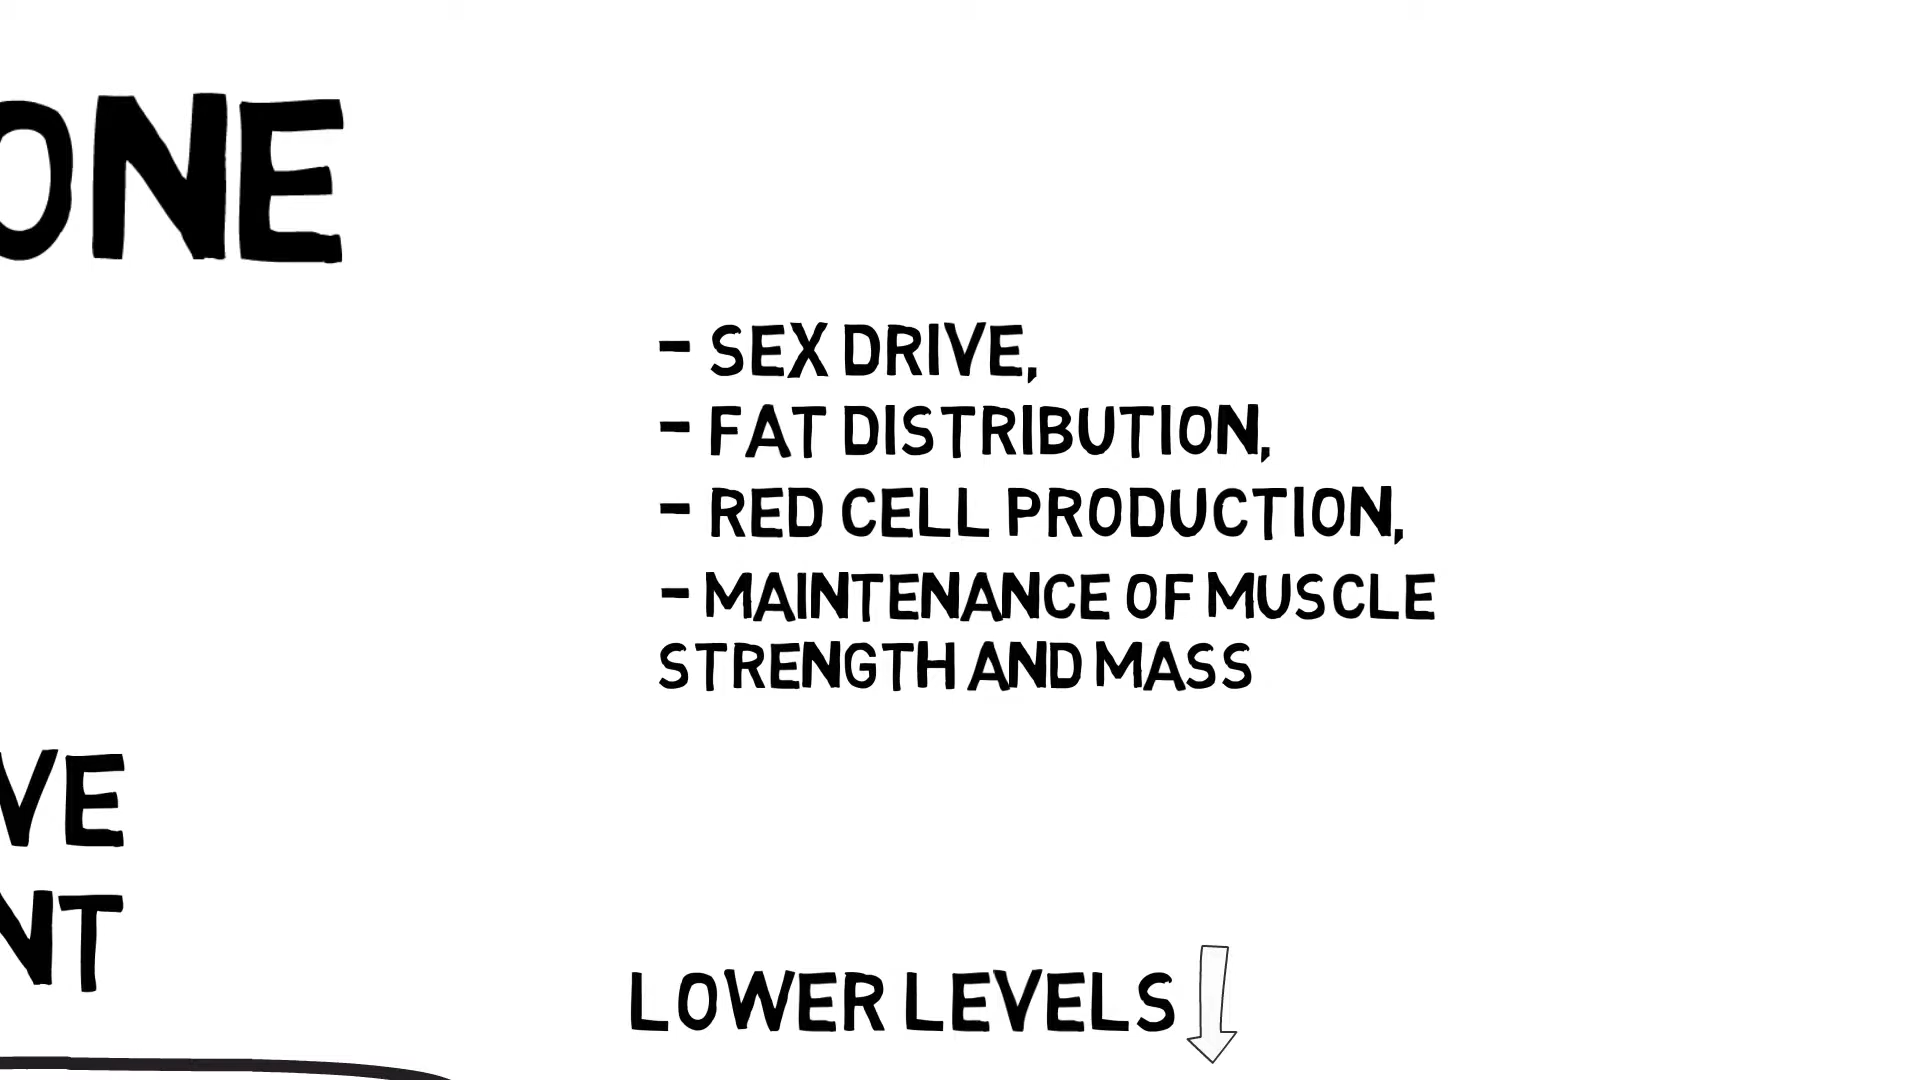 ONE
- SEX DRIVE,
- FAT DISTRIBUTION,
- RED CELL PRODUCTION,
- MAINTENANCE OF MUSCLE
STRENGTH AND MASS
VE
NT
LOWER LEVELS